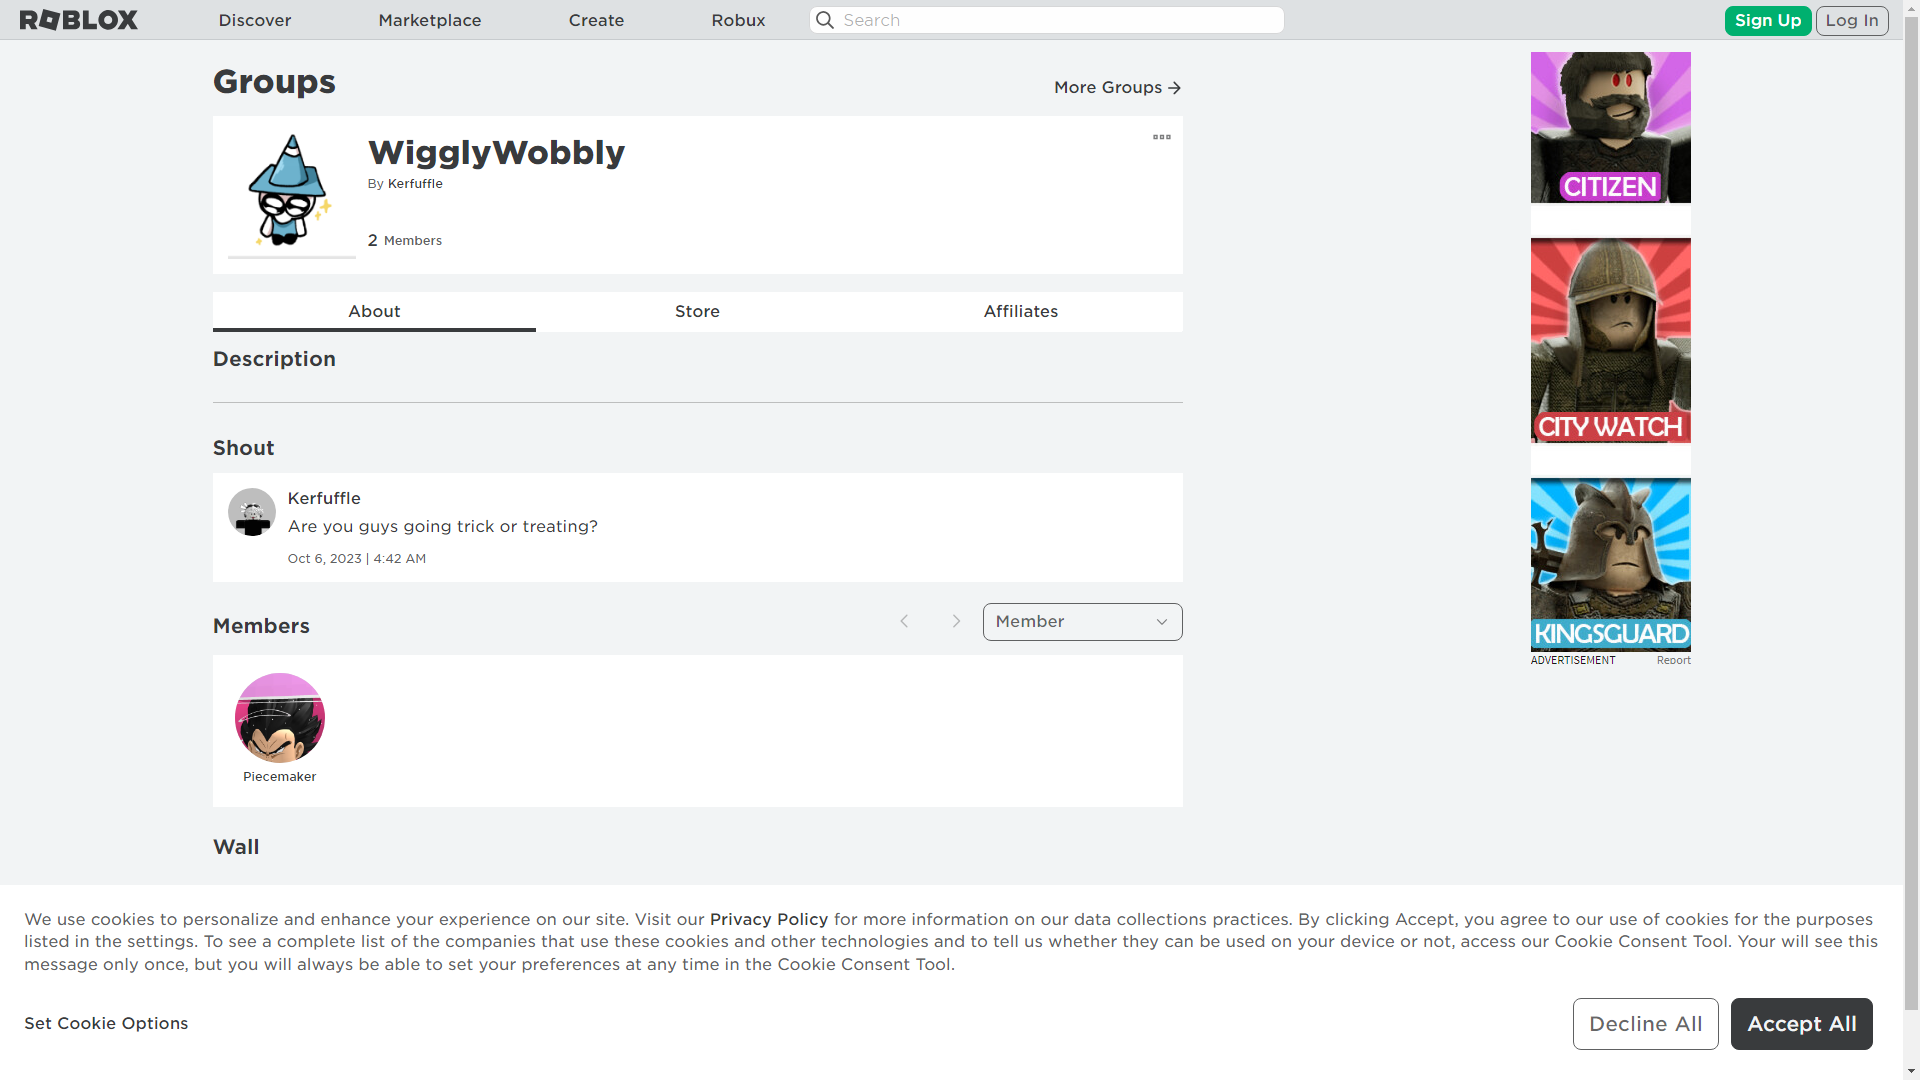 ROBLOX
Discover
Marketplace
Create
Robux
Search
Sign Up
Log In
Groups
More Groups
WigglyWobbly
By Kerfuffle
2 Members
About
Store
Affiliates
Description
Shout
Kerfuffle
Are you guys going trick or treating?
Oct 6, 2023 | 4:42 AM
Members
Member
Piecemaker
Wall
CITIZEN
CITY WATCH
KINGSGUARD
ADVERTISEMENT
Report
We use cookies to personalize and enhance your experience on our site. Visit our Privacy Policy for more information on our data collections practices. By clicking Accept, you agree to our use of cookies for the purposes
listed in the settings. To see a complete list of the companies that use these cookies and other technologies and to tell us whether they can be used on your device or not, access our Cookie Consent Tool. Your will see this
message only once, but you will always be able to set your preferences at any time in the Cookie Consent Tool.
Set Cookie Options
Decline All
Accept All